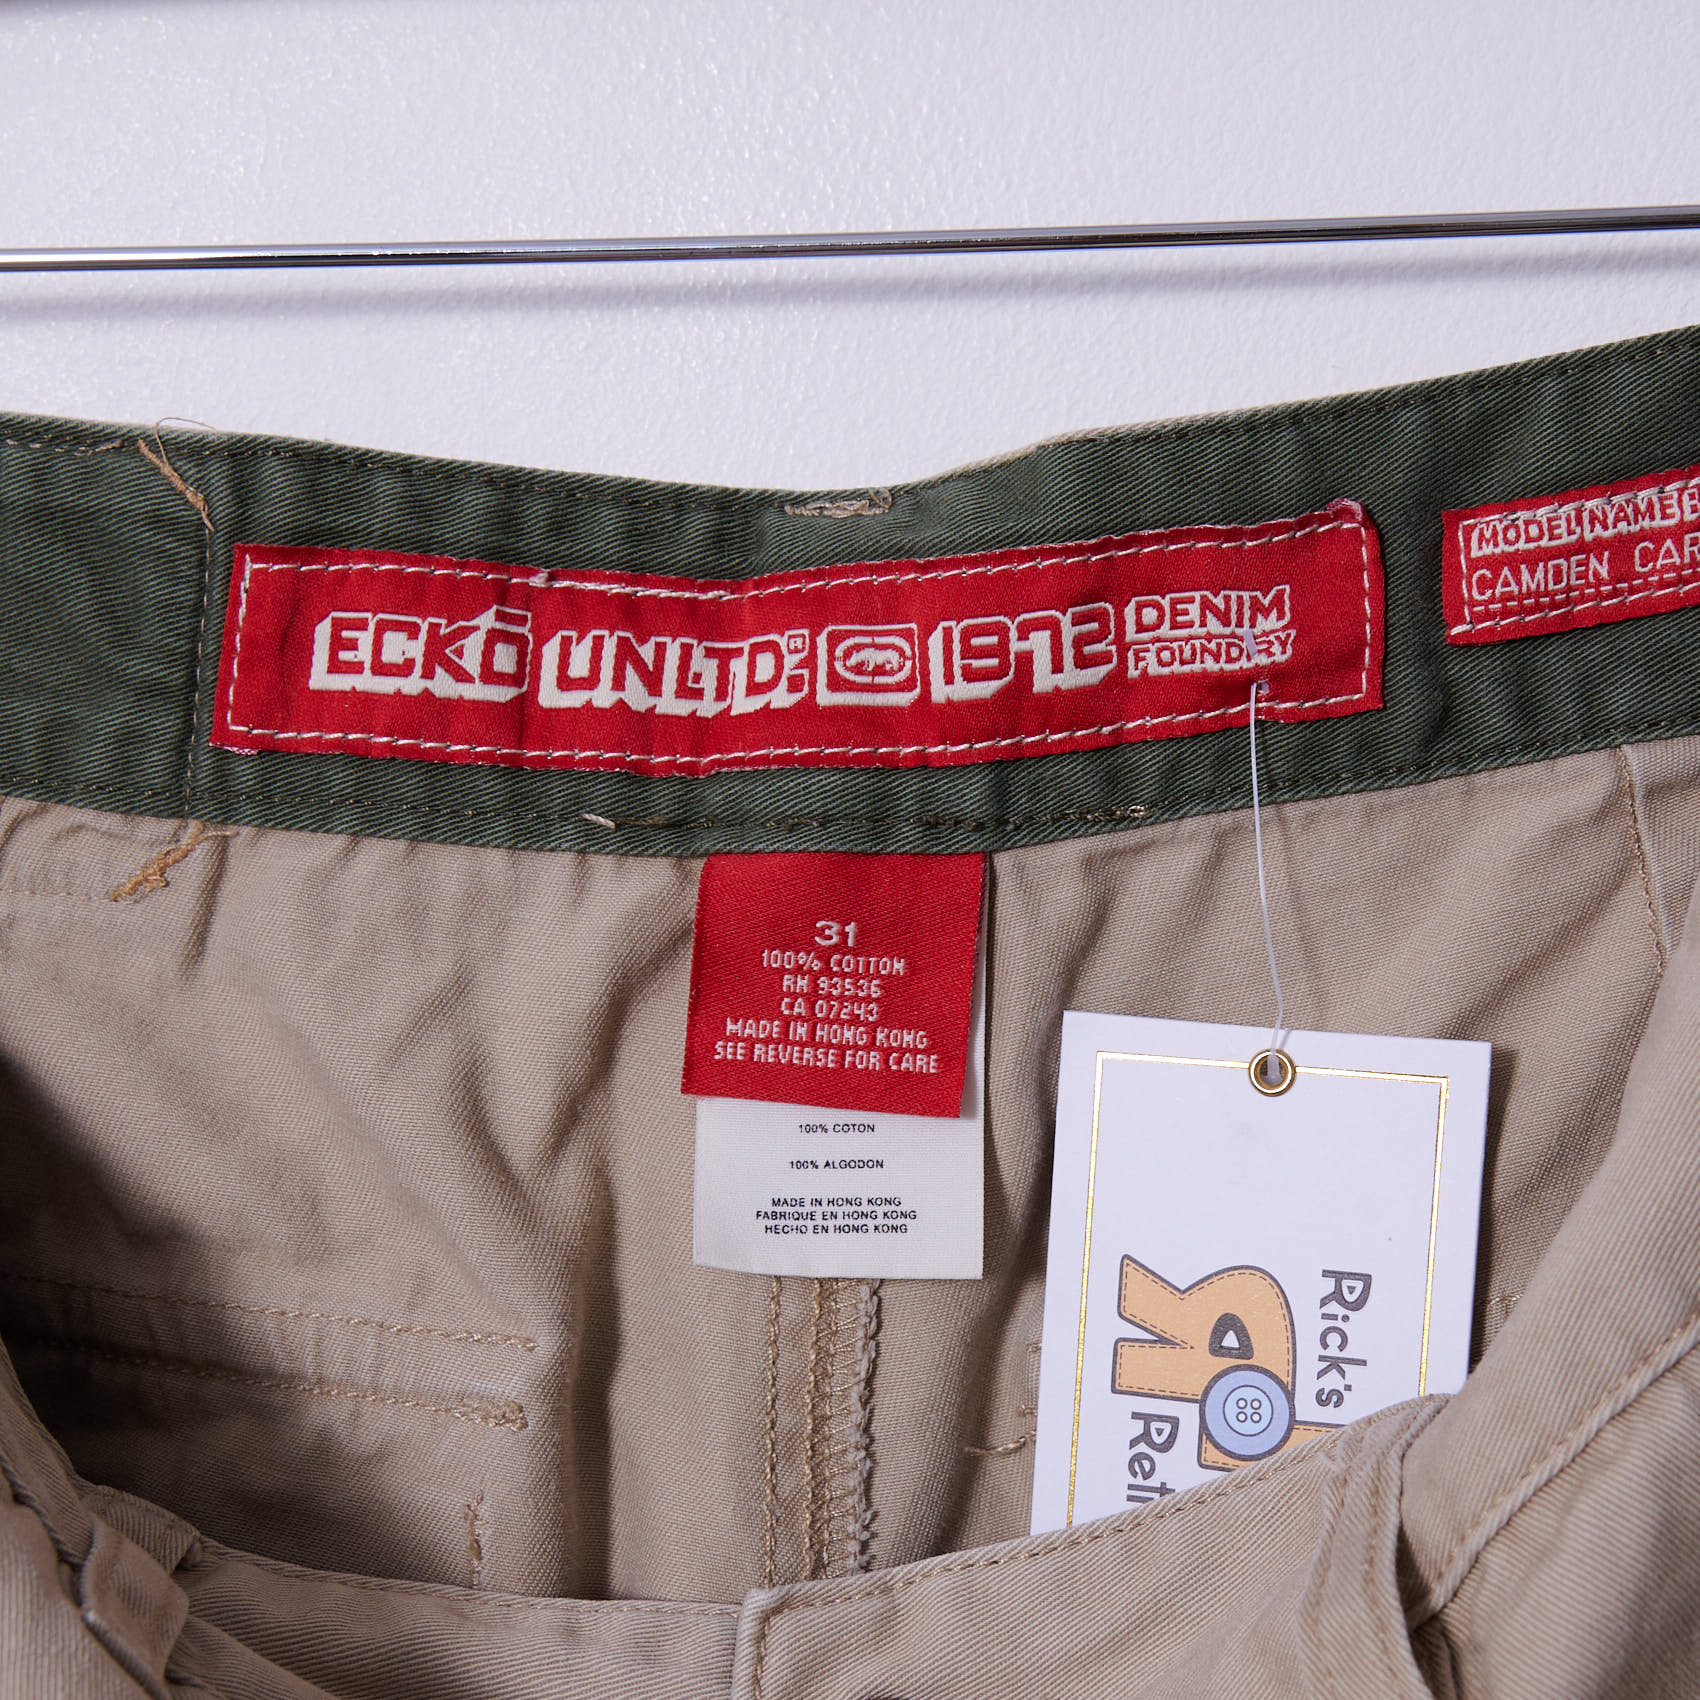 ECKŌ UNLTD.® 1972 DENIM
FOUNDRY
MODEL NAME
CAMDEN
31
100% COTTON
RN 93536
CA 07243
MADE IN HONG KONG
SEE REVERSE FOR CARE
100% COTON
100% ALGODON
MADE IN HONG KONG
FABRIQUE EN HONG KONG
HECHO EN HONG KONG
Rick's